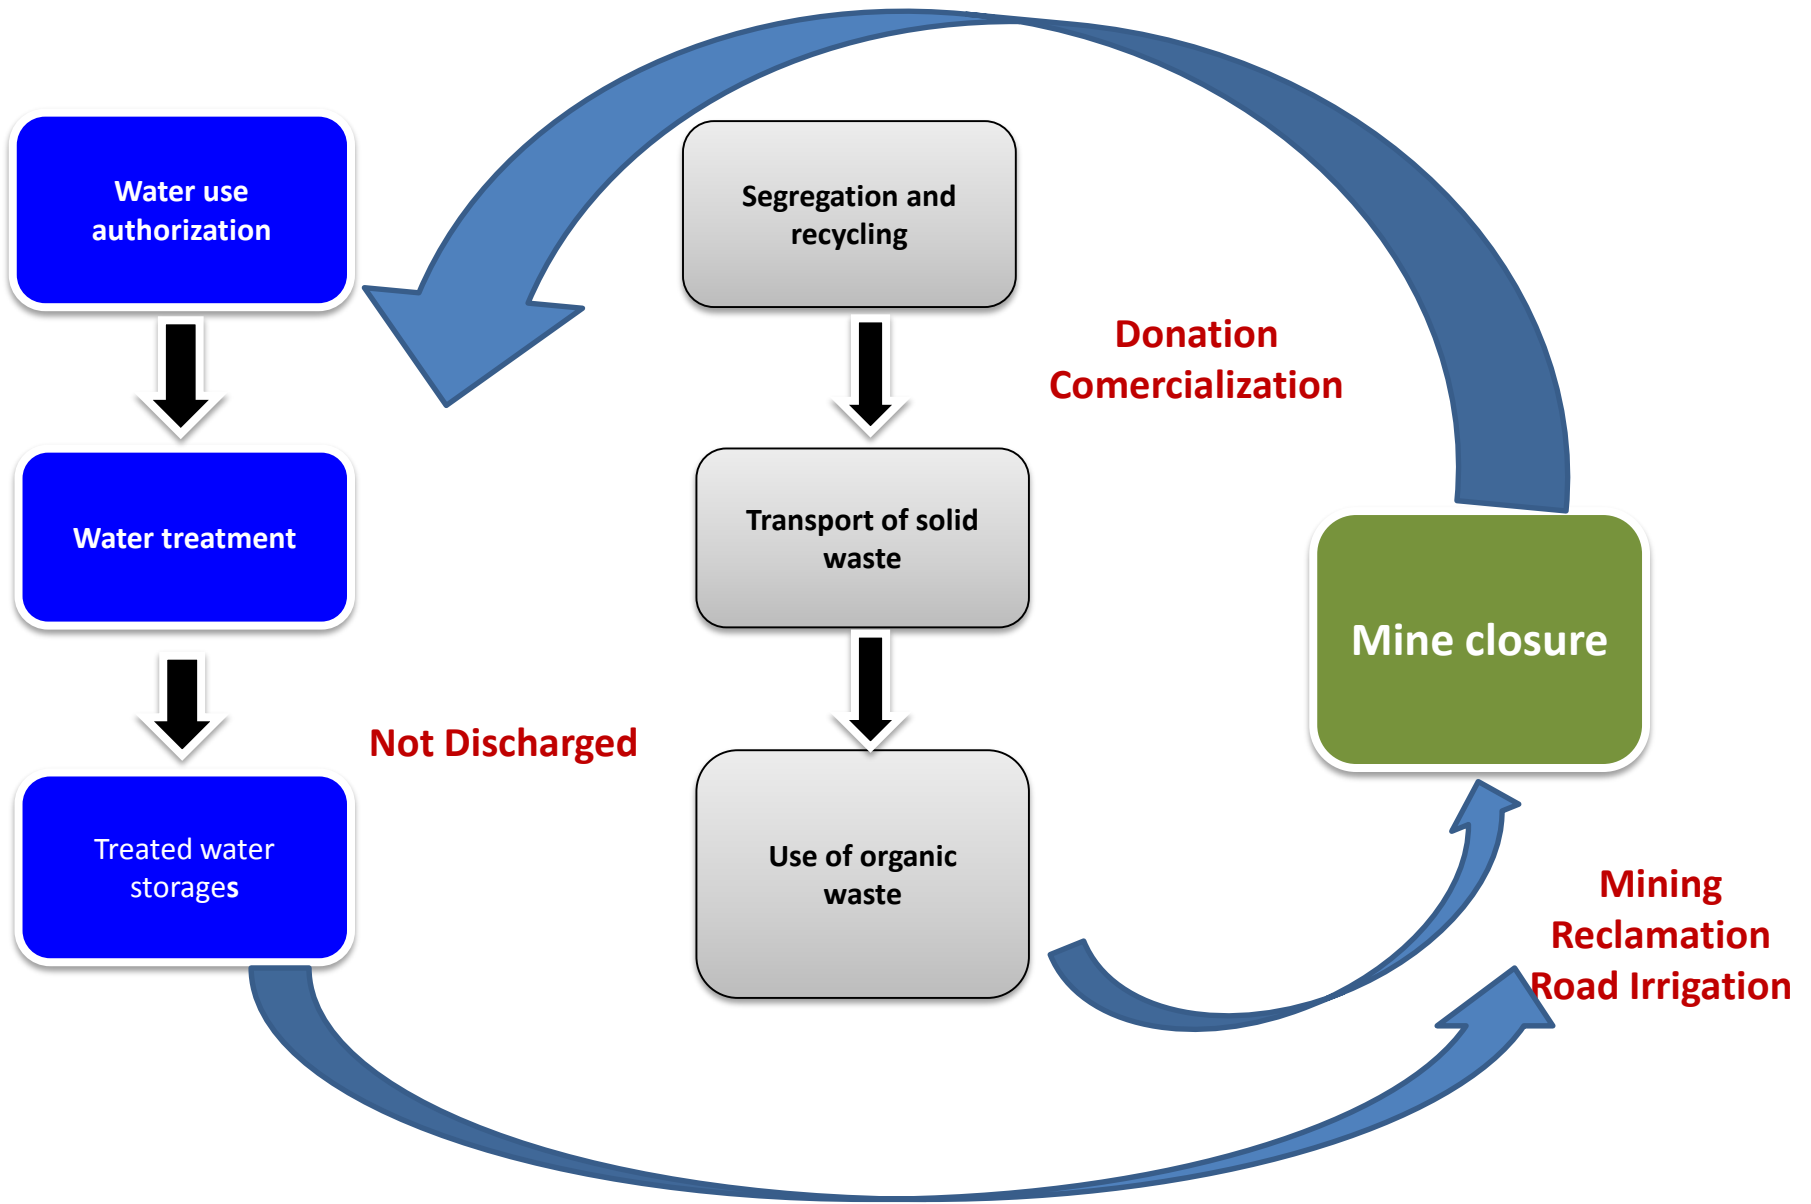 Water use
authorization
Water treatment
Not Discharged
Treated water
storages
Segregation and
recycling
Donation
Comercialization
Transport of solid
waste
Use of organic
waste
Mine closure
Mining
Reclamation
Road Irrigation